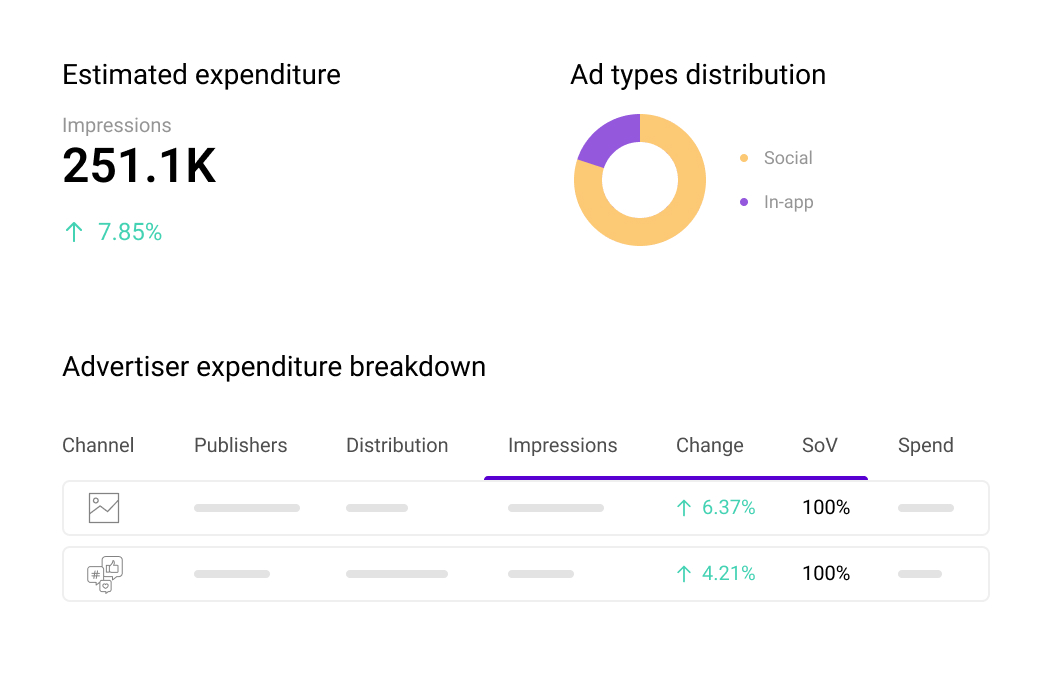 Estimated expenditure
Impressions
251.1K
↑ 7.85%
Ad types distribution
Social
In-app
Advertiser expenditure breakdown
Channel Publishers Distribution Impressions Change SoV Spend
↑ 6.37% 100%
# ↑ 4.21% 100%